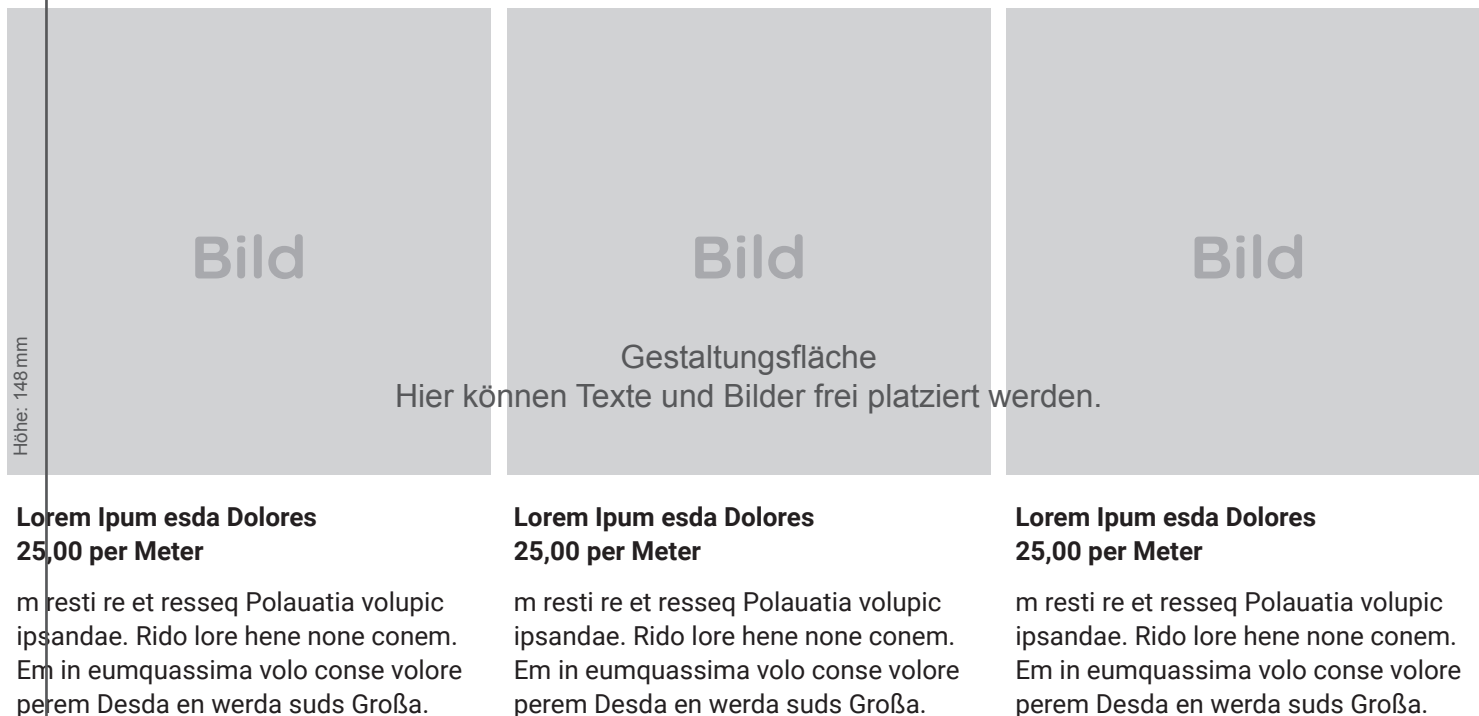 Bild
Bild
Bild
Gestaltungsfläche
Hier können Texte und Bilder frei platziert werden.
Höhe: 148 mm
Lorem Ipum esda Dolores
25,00 per Meter
m resti re et resseq Polauatia volupic
ipsandae. Rido lore hene none conem.
Em in eumquassima volo conse volore
perem Desda en werda suds Großa.
Lorem Ipum esda Dolores
25,00 per Meter
m resti re et resseq Polauatia volupic
ipsandae. Rido lore hene none conem.
Em in eumquassima volo conse volore
perem Desda en werda suds Großa.
Lorem Ipum esda Dolores
25,00 per Meter
m resti re et resseq Polauatia volupic
ipsandae. Rido lore hene none conem.
Em in eumquassima volo conse volore
perem Desda en werda suds Großa.